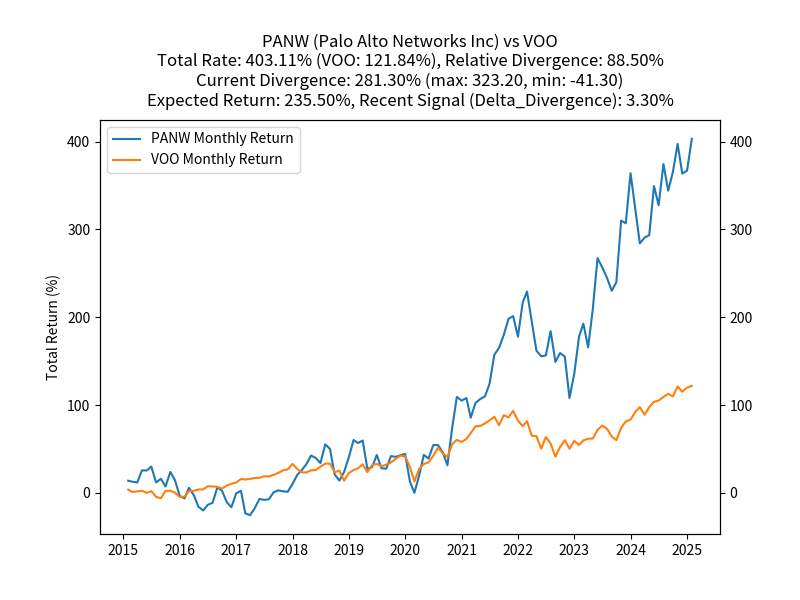 PANW (Palo Alto Networks Inc) vs VOO
Total Rate: 403.11% (VOO: 121.84%), Relative Divergence: 88.50%
Current Divergence: 281.30% (max: 323.20, min: -41.30)
Expected Return: 235.50%, Recent Signal (Delta_Divergence): 3.30%
PANW Monthly Return
VOO Monthly Return
Total Return (%)
400
300
200
100
0
400
300
200
100
0
2015 2016 2017 2018 2019 2020 2021 2022 2023 2024 2025